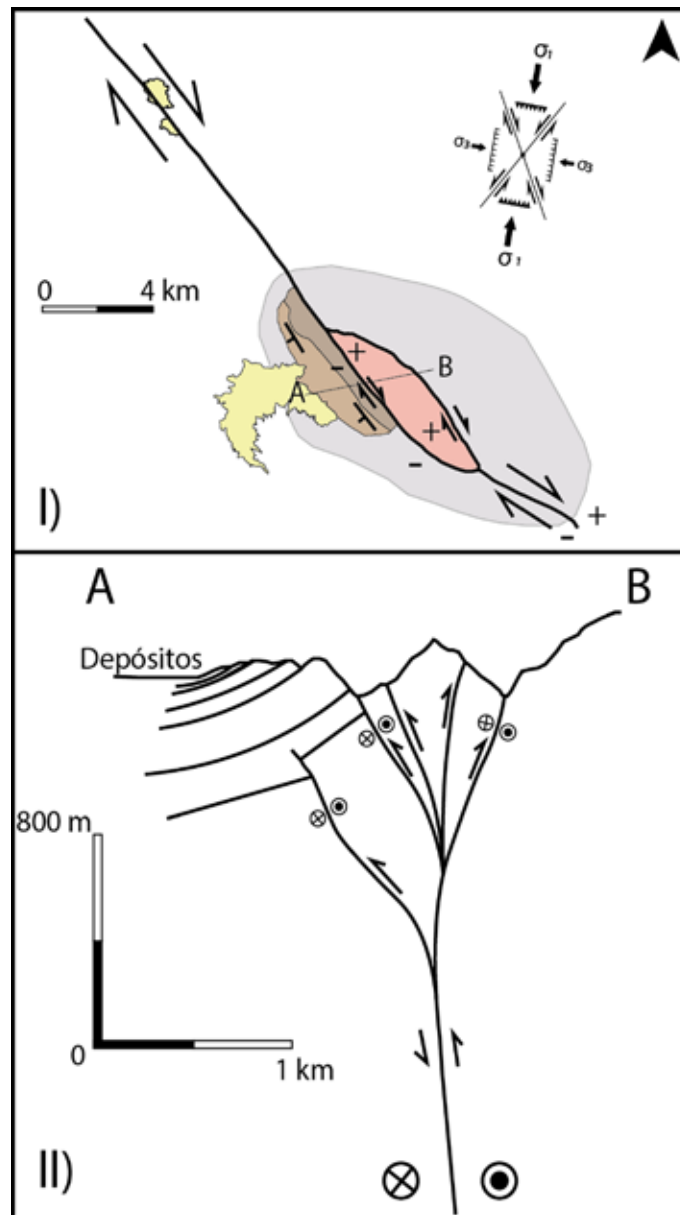 σ₁
σ₃
σ₃
σ₁
0 4 km
+
B
-
A
+
-
+
-
I)
A B
Depósitos
800 m
0
1 km
II)